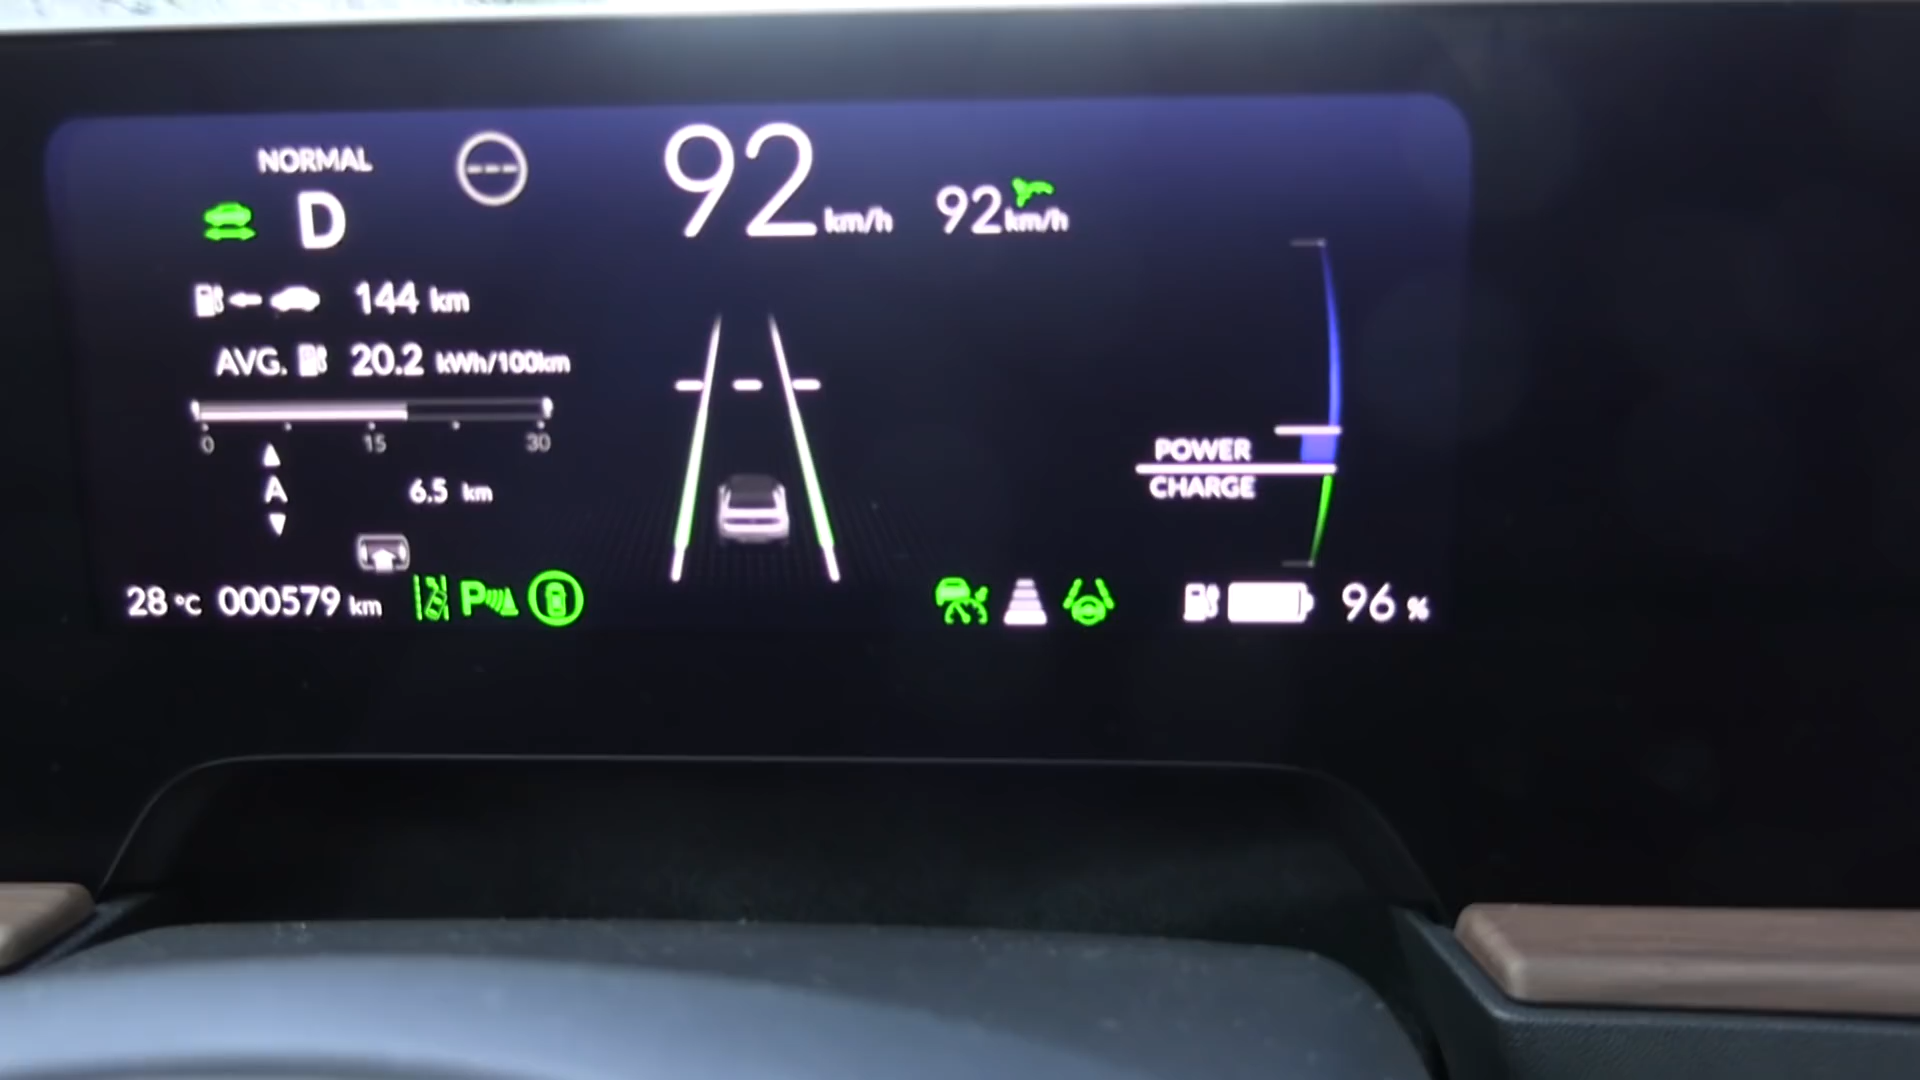 NORMAL
D
---
92 km/h
92 km/h
144 km
AVG. 20.2 kWh/100km
0 15 30
A
6.5 km
POWER
CHARGE
28 °C 000579 km
P
96 %